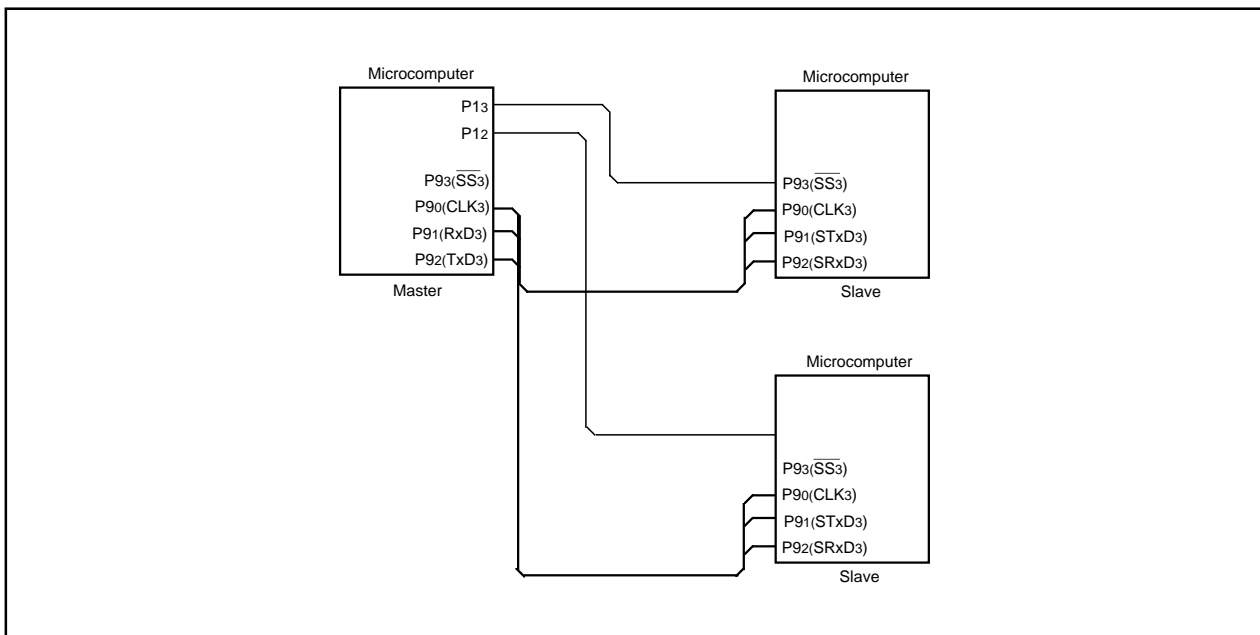 Microcomputer
P13
P12
P93(SS3)
P90(CLK3)
P91(RxD3)
P92(TxD3)
Master
Microcomputer
P93(SS3)
P90(CLK3)
P91(STxD3)
P92(SRxD3)
Slave
Microcomputer
P93(SS3)
P90(CLK3)
P91(STxD3)
P92(SRxD3)
Slave